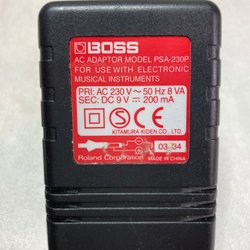 BOSS
AC ADAPTOR MODEL PSA-230P
FOR USE WITH ELECTRONIC
MUSICAL INSTRUMENTS
PRI: AC 230 V ~ 50 Hz 8 VA
SEC: DC 9 V ⎓ 200 mA
S CE
KITAMURA KIDEN CO., LTD.
03 34
Roland Corporation MADE IN CHINA